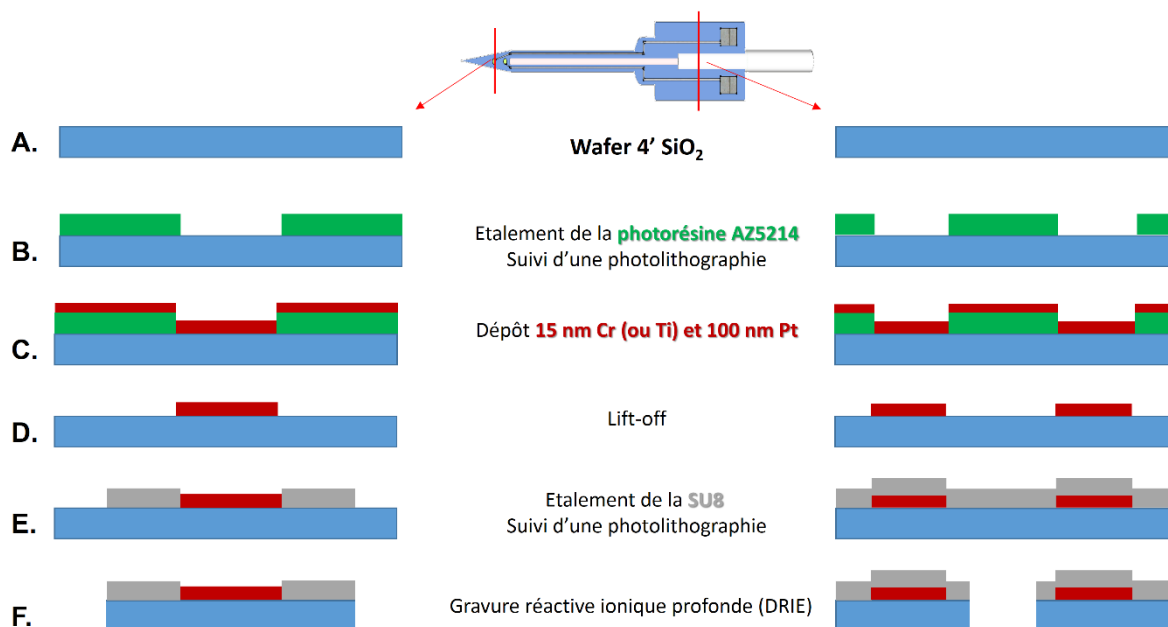 A.
Wafer 4' SiO₂
B.
Etalement de la photorésine AZ5214
Suivi d'une photolithographie
C.
Dépôt 15 nm Cr (ou Ti) et 100 nm Pt
D.
Lift-off
E.
Etalement de la SU8
Suivi d'une photolithographie
F.
Gravure réactive ionique profonde (DRIE)